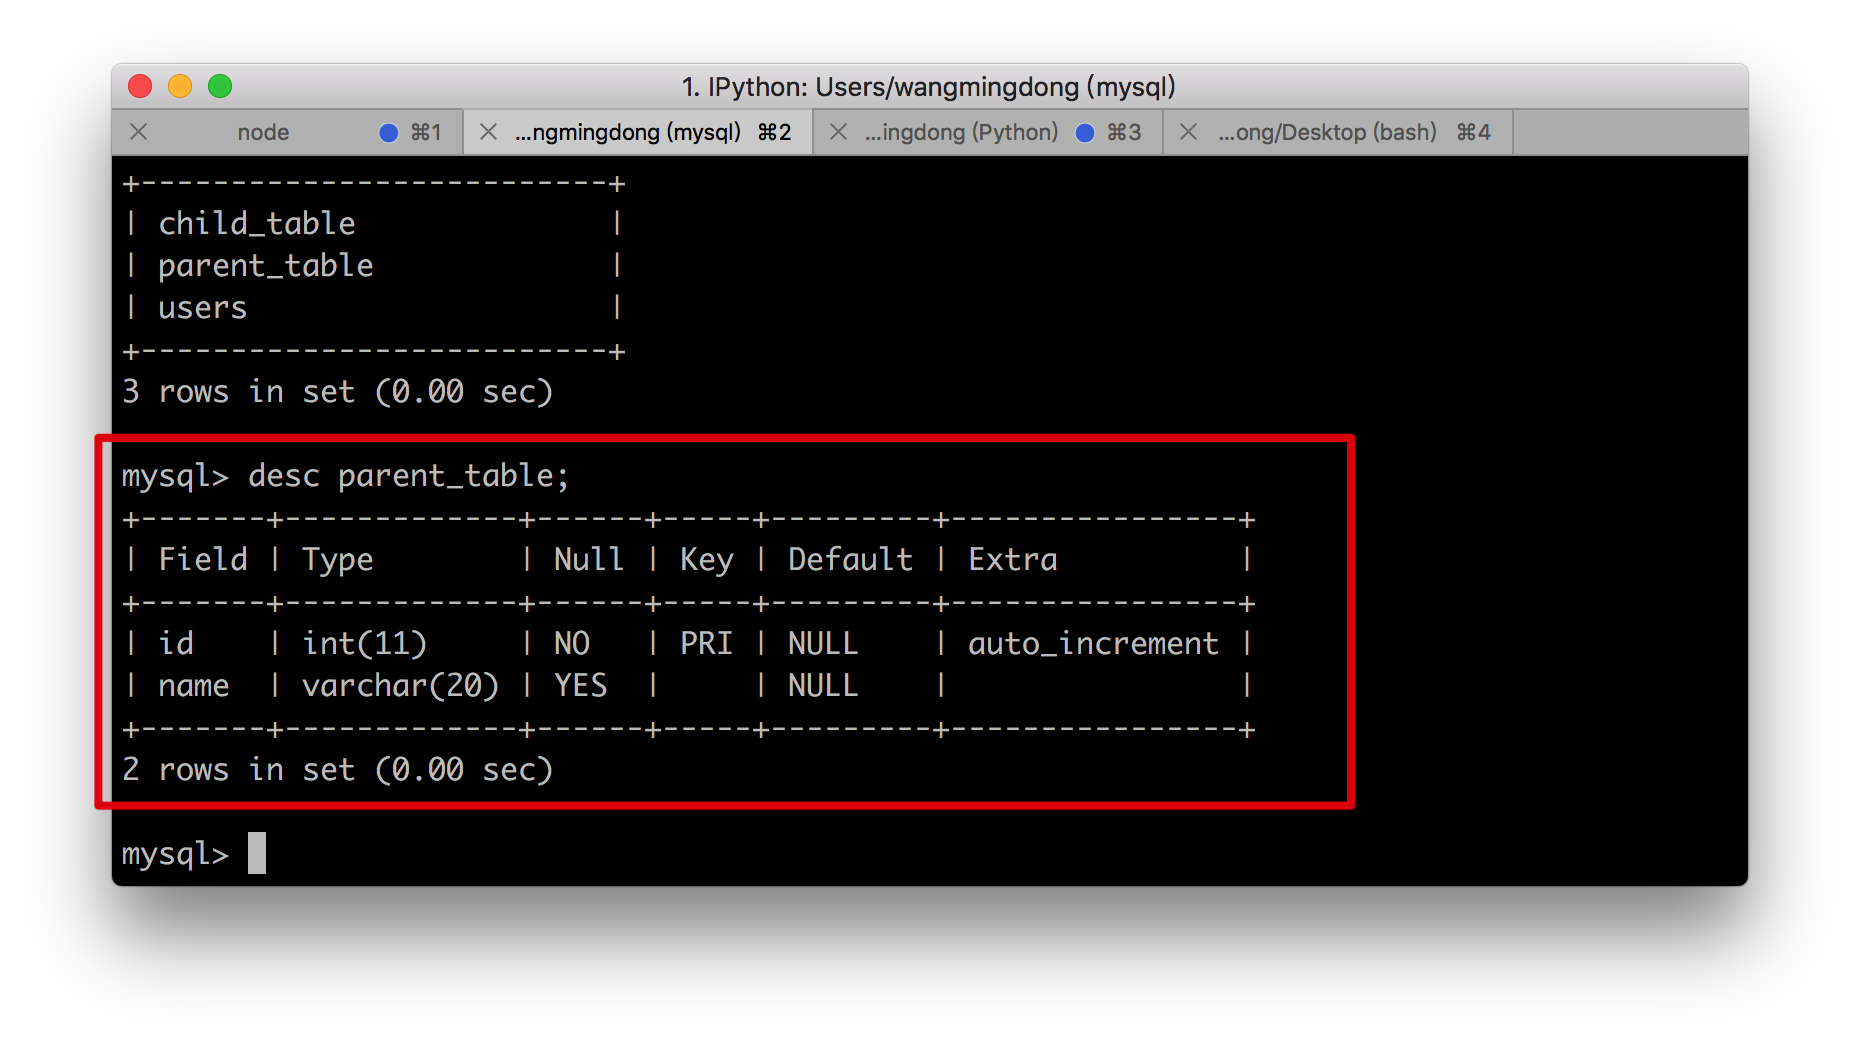 1. IPython: Users/wangmingdong (mysql)
node ⌘1 ...ngmingdong (mysql) ⌘2 ...ingdong (Python) ⌘3 ...ong/Desktop (bash) ⌘4
+--------------------------+
| child_table              |
| parent_table             |
| users                    |
+--------------------------+
3 rows in set (0.00 sec)
mysql> desc parent_table;
+-------+-------------+------+-----+---------+----------------+
| Field | Type        | Null | Key | Default | Extra          |
+-------+-------------+------+-----+---------+----------------+
| id    | int(11)     | NO   | PRI | NULL    | auto_increment |
| name  | varchar(20) | YES  |     | NULL    |                |
+-------+-------------+------+-----+---------+----------------+
2 rows in set (0.00 sec)
mysql>